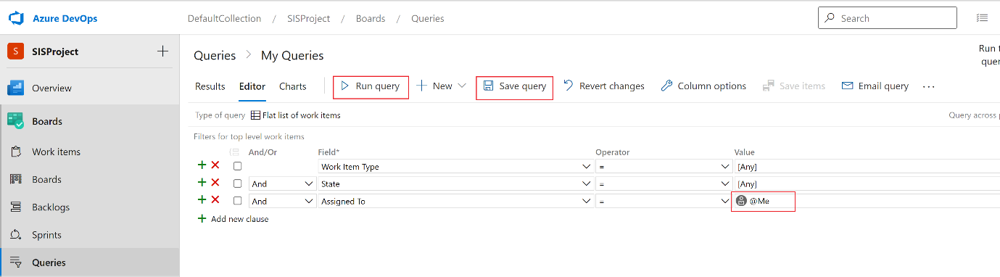 Azure DevOps DefaultCollection / SISProject / Boards / Queries Search
S SISProject
Queries > My Queries
Run t
quer
Overview
Results Editor Charts Run query New Save query Revert changes Column options Save items Email query ...
Type of query Flat list of work items Query across p
Boards
Filters for top level work items
And/Or Field* Operator Value
Work items
Work Item Type = [Any]
Boards
And State = [Any]
And Assigned To = @Me
Backlogs
Add new clause
Sprints
Queries